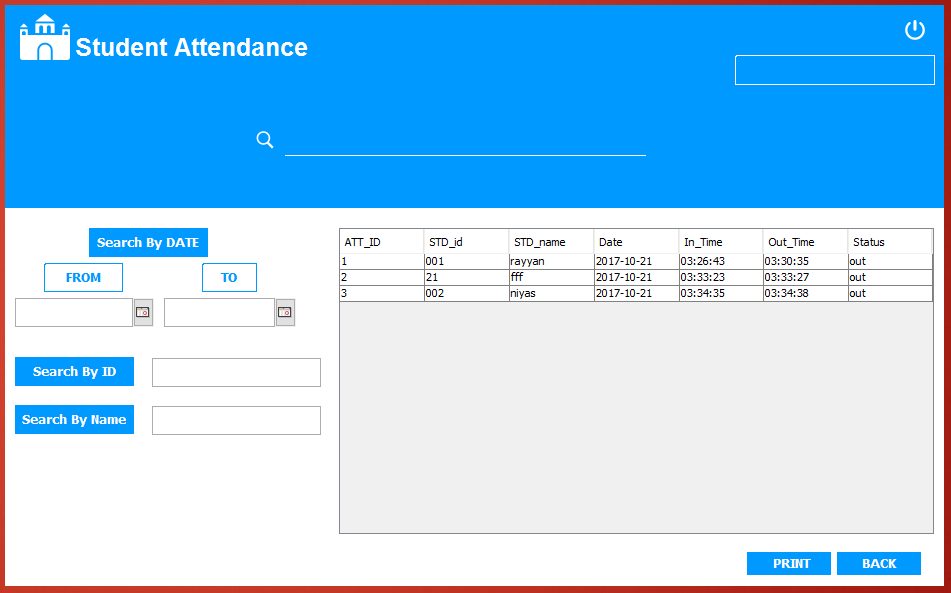 Student Attendance
Search By DATE
FROM TO
Search By ID
Search By Name
ATT_ID STD_id STD_name Date In_Time Out_Time Status
1 001 rayyan 2017-10-21 03:26:43 03:30:35 out
2 21 fff 2017-10-21 03:33:23 03:33:27 out
3 002 niyas 2017-10-21 03:34:35 03:34:38 out
PRINT BACK